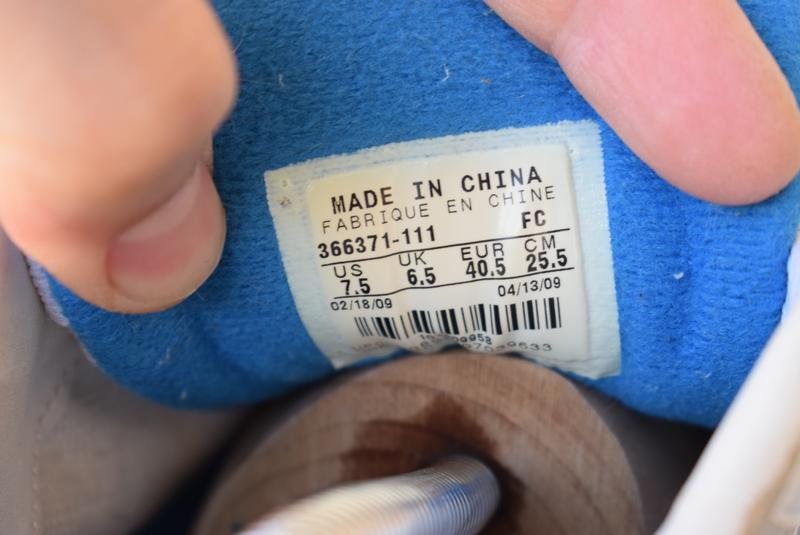 MADE IN CHINA
FABRIQUE EN CHINE
366371-111 FC
US UK EUR CM
7.5 6.5 40.5 25.5
02/18/09 04/13/09